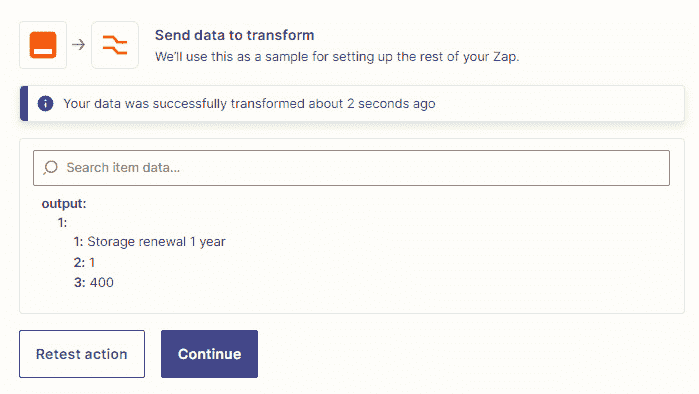 Send data to transform
We'll use this as a sample for setting up the rest of your Zap.
Your data was successfully transformed about 2 seconds ago
Search item data...
output:
1:
1: Storage renewal 1 year
2: 1
3: 400
Retest action
Continue